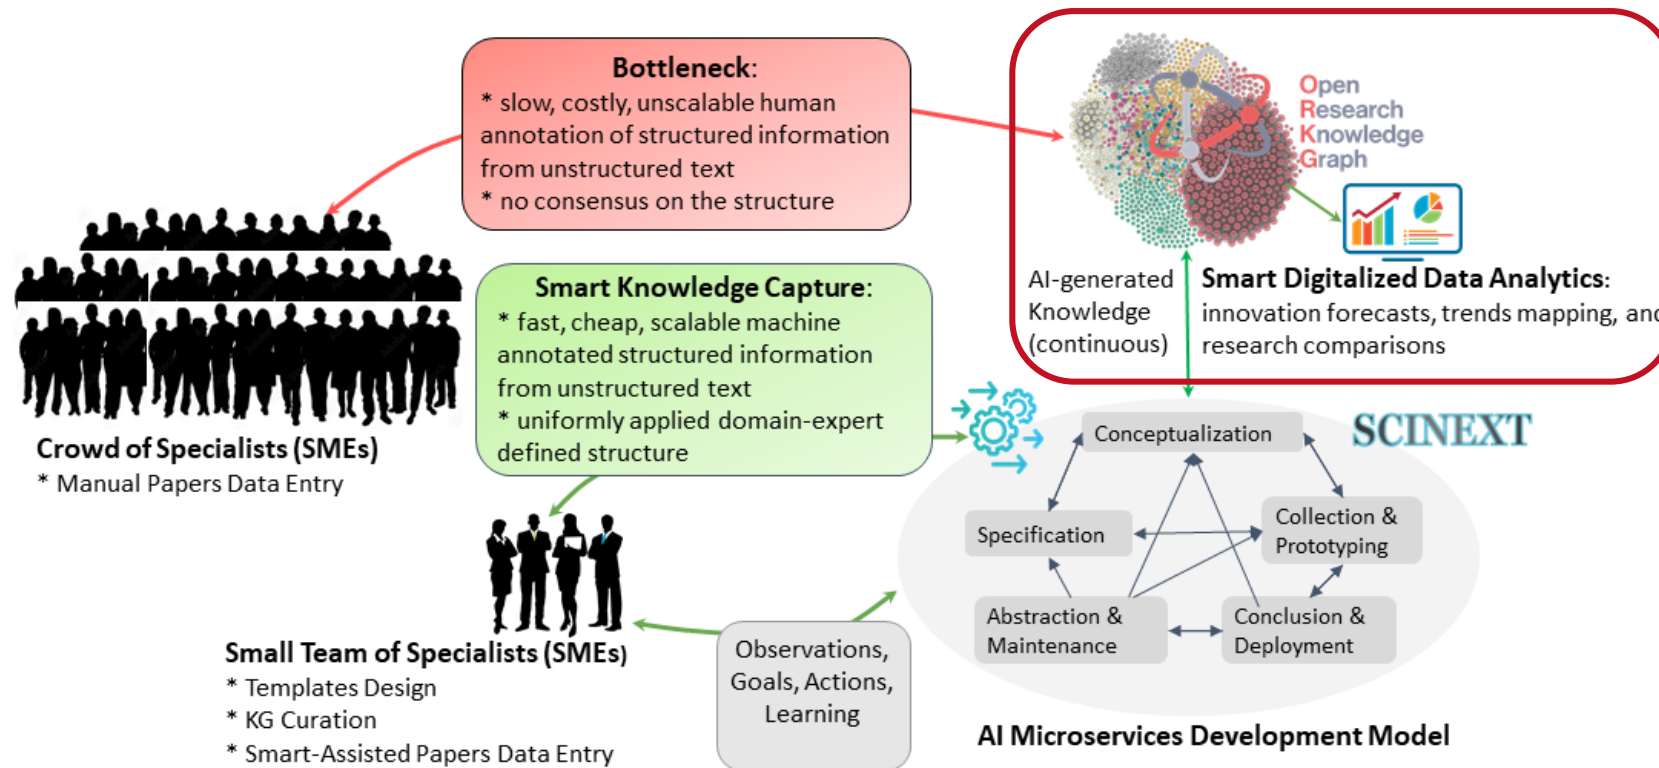 Bottleneck:
* slow, costly, unscalable human
annotation of structured information
from unstructured text
* no consensus on the structure
Open
Research
Knowledge
Graph
AI-generated
Knowledge
(continuous)
Smart Digitalized Data Analytics:
innovation forecasts, trends mapping, and
research comparisons
Smart Knowledge Capture:
* fast, cheap, scalable machine
annotated structured information
from unstructured text
* uniformly applied domain-expert
defined structure
Crowd of Specialists (SMEs)
* Manual Papers Data Entry
SCINEXT
Conceptualization
Specification
Collection &
Prototyping
Abstraction &
Maintenance
Conclusion &
Deployment
AI Microservices Development Model
Observations,
Goals, Actions,
Learning
Small Team of Specialists (SMEs)
* Templates Design
* KG Curation
* Smart-Assisted Papers Data Entry